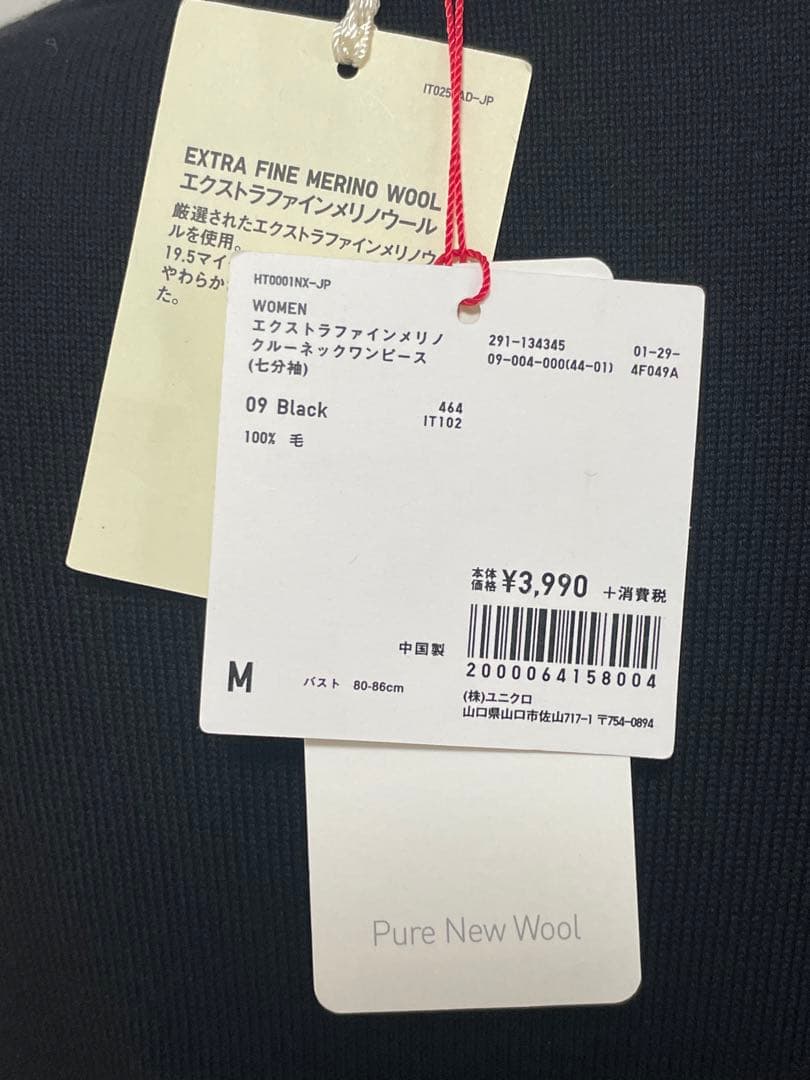 IT025 AD-JP
EXTRA FINE MERINO WOOL
エクストラファインメリノウール
厳選されたエクストラファインメリノウ
ルを使用。
19.5マイ
やわらか
た。
HT0001NX-JP
WOMEN
エクストラファインメリノ
クルーネックワンピース
(七分袖)
291-134345
01-29-
09-004-000(44-01)
4F049A
09 Black
464
IT102
100% 毛
本体
価格 ¥3,990 +消費税
中国製
2000064158004
M
バスト 80-86cm
(株)ユニクロ
山口県山口市佐山717-1 〒754-0894
Pure New Wool